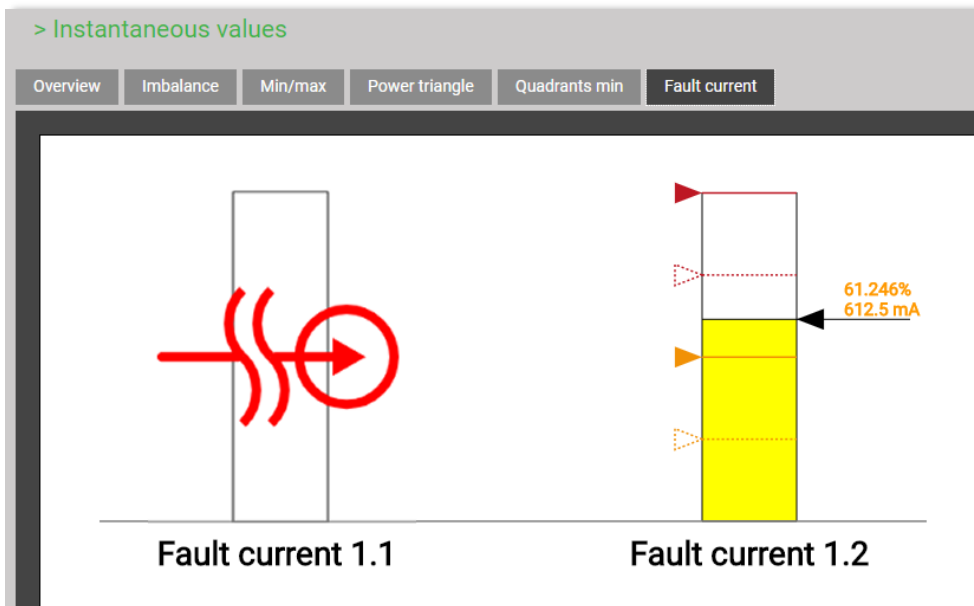 > Instantaneous values
Overview
Imbalance
Min/max
Power triangle
Quadrants min
Fault current
61.246%
612.5 mA
Fault current 1.1
Fault current 1.2